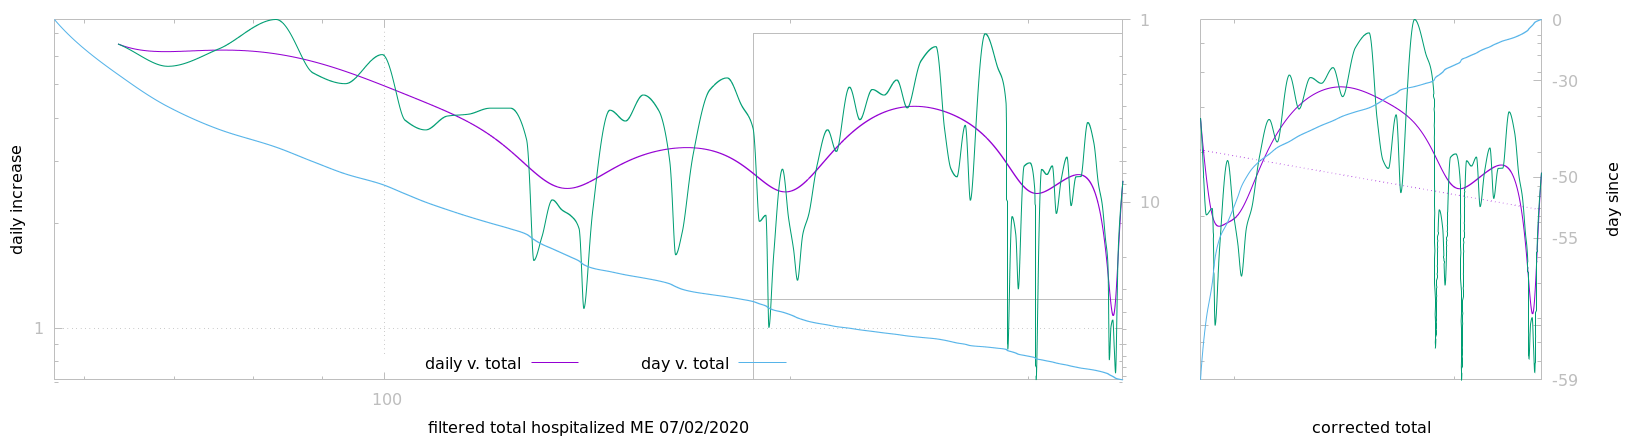 daily increase
1
100
daily v. total
day v. total
filtered total hospitalized ME 07/02/2020
1
10
0
-30
-50
-55
-59
day since
corrected total